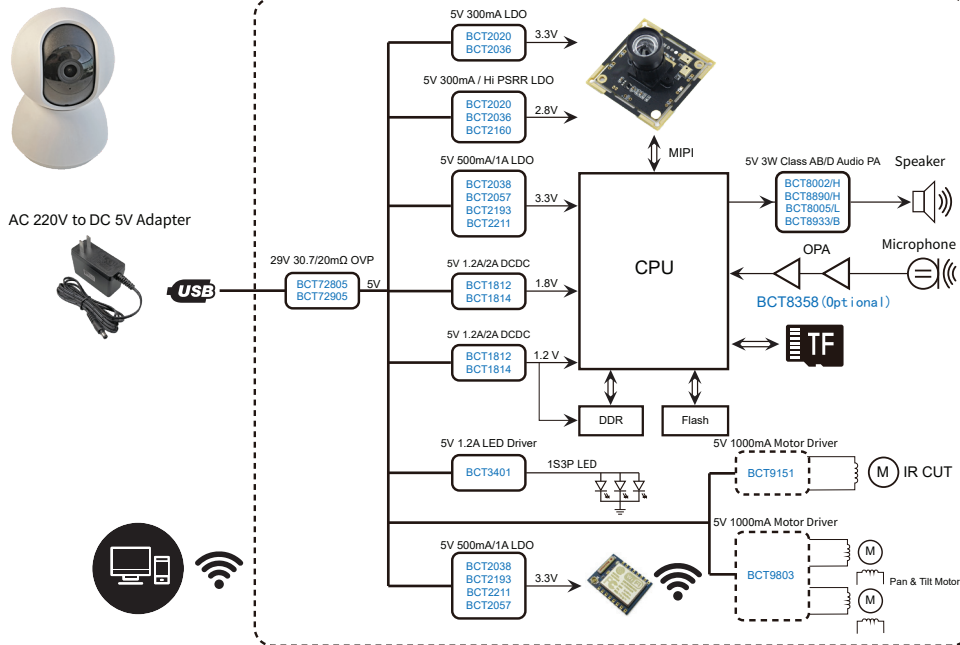 5V 300mA LDO
BCT2020
BCT2036
3.3V
5V 300mA / Hi PSRR LDO
BCT2020
BCT2036
BCT2160
2.8V
MIPI
5V 500mA/1A LDO
BCT2038
BCT2057
BCT2193
BCT2211
3.3V
CPU
5V 3W Class AB/D Audio PA
BCT8002/H
BCT8890/H
BCT8005/L
BCT8933/B
Speaker
OPA
Microphone
BCT8358(Optional)
TF
AC 220V to DC 5V Adapter
USB
29V 30.7/20mΩ OVP
BCT72805
BCT72905
5V
5V 1.2A/2A DCDC
BCT1812
BCT1814
1.8V
5V 1.2A/2A DCDC
BCT1812
BCT1814
1.2 V
DDR
Flash
5V 1.2A LED Driver
BCT3401
1S3P LED
5V 1000mA Motor Driver
BCT9151
M
IR CUT
5V 1000mA Motor Driver
BCT9803
M
Pan & Tilt Motor
M
5V 500mA/1A LDO
BCT2038
BCT2193
BCT2211
BCT2057
3.3V